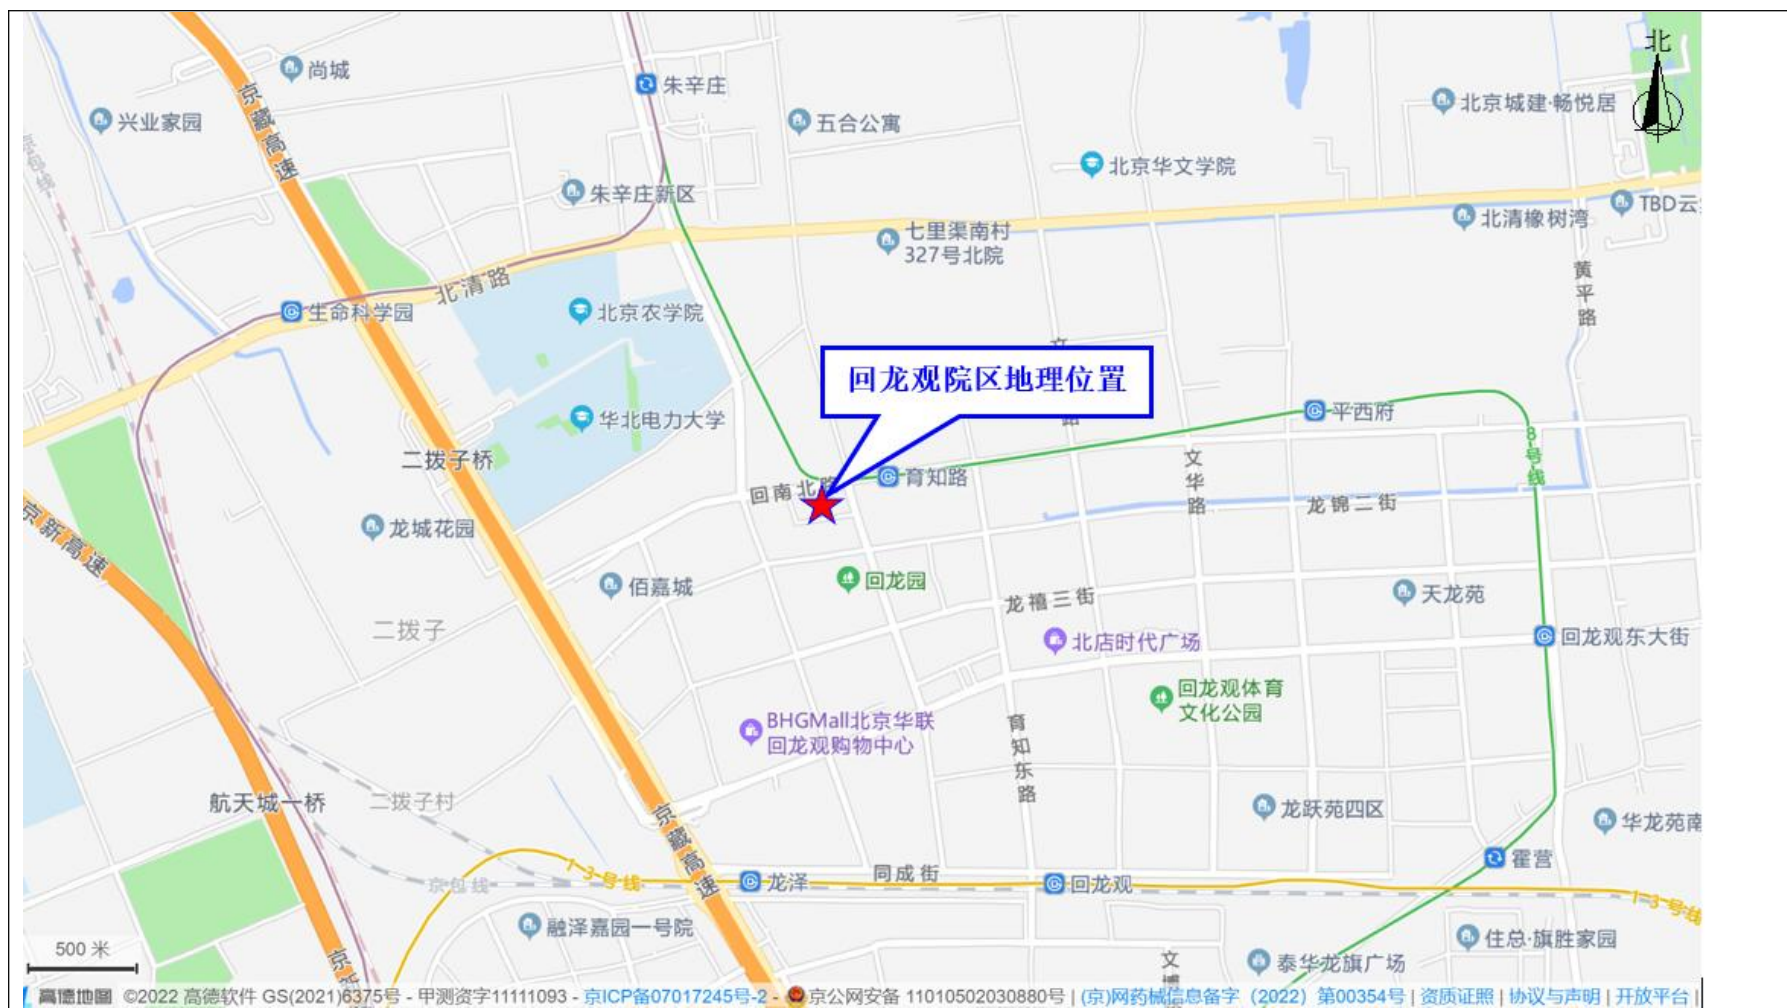 北
尚城
朱辛庄
京藏高速
兴业家园
五合公寓
北京城建·畅悦居
京包线
北京华文学院
朱辛庄新区
TBD云
七里渠南村
327号北院
北清橡树湾
黄平路
北清路
生命科学园
北京农学院
回龙观院区地理位置
平西府
华北电力大学
8号线
二拨子桥
文华路
回南北路
育知路
龙锦二街
京新高速
龙城花园
佰嘉城
回龙园
龙禧三街
天龙苑
二拨子
北店时代广场
回龙观东大街
回龙观体育
文化公园
BHGMall北京华联
回龙观购物中心
育知东路
航天城一桥
二拨子村
京藏高速
龙跃苑四区
华龙苑南
霍营
13号线
京包线
龙泽
同成街
回龙观
13号线
融泽嘉园一号院
住总·旗胜家园
500 米
泰华龙旗广场
高德地图 ©2022 高德软件 GS(2021)6375号 - 甲测资字11111093 - 京ICP备07017245号-2 - 京公网安备 11010502030880号 | (京)网药械信息备字（2022）第00354号 | 资质证照 | 协议与声明 | 开放平台 |